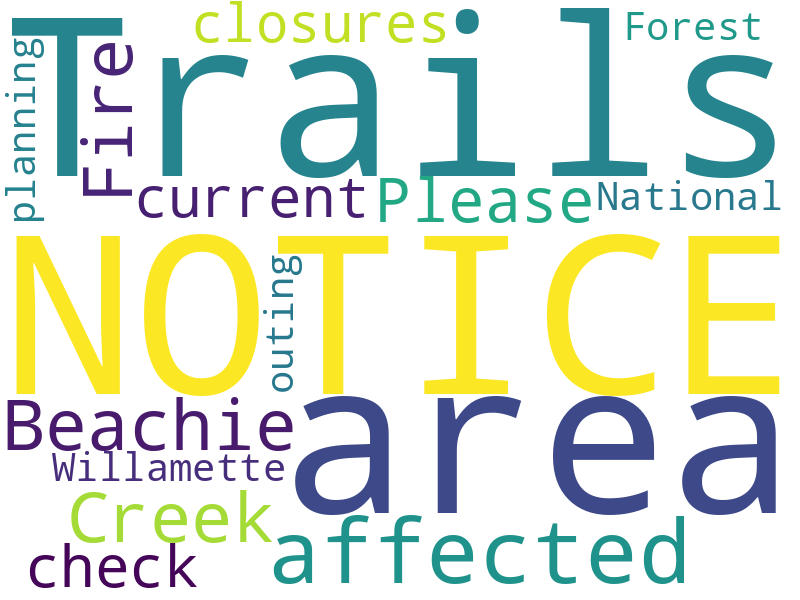 closures
Forest
Trails
planning
Fire
current
Please
National
NOTICE
outing
Beachie
area
Willamette
Creek
affected
check